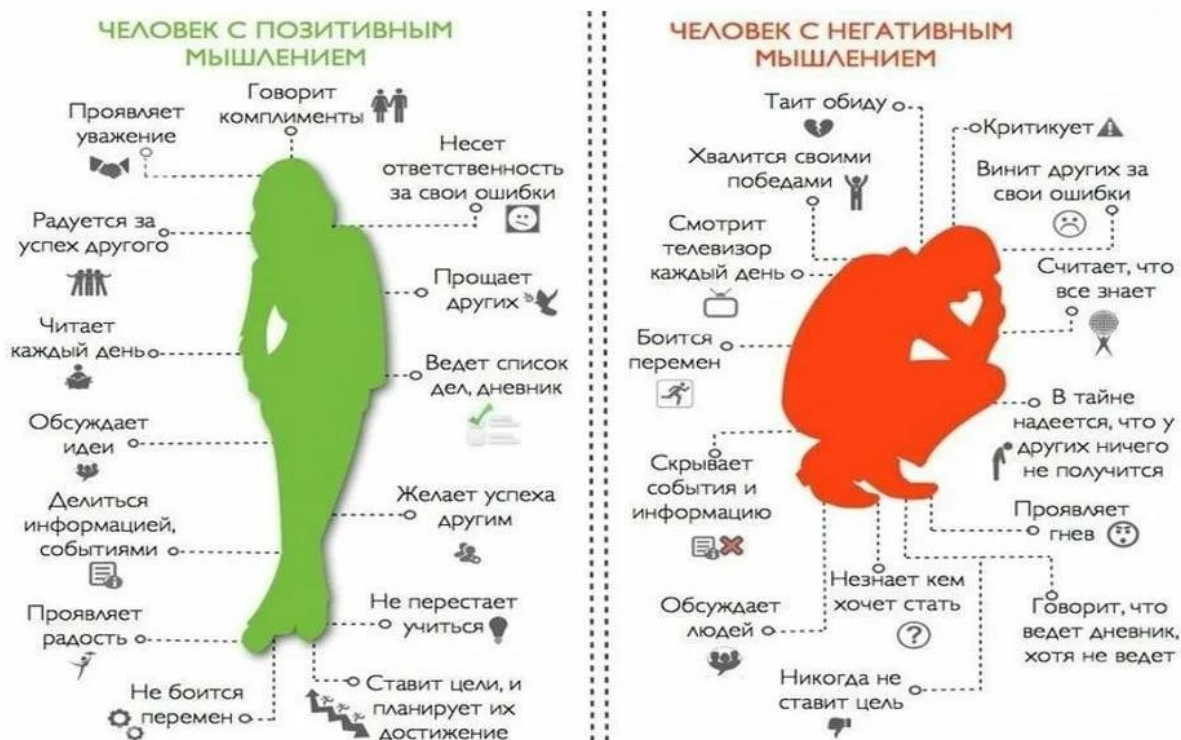 ЧЕЛОВЕК С ПОЗИТИВНЫМ
МЫШЛЕНИЕМ
Говорит
комплименты
Проявляет
уважение
Несет
ответственность
за свои ошибки
Радуется за
успех другого
Прощает
других
Читает
каждый день
Ведет список
дел, дневник
Обсуждает
идеи
Делиться
информацией,
событиями
Желает успеха
другим
Проявляет
радость
Не перестает
учиться
Не боится
перемен
Ставит цели, и
планирует их
достижение
ЧЕЛОВЕК С НЕГАТИВНЫМ
МЫШЛЕНИЕМ
Таит обиду
Критикует
Хвалится своими
победами
Винит других за
свои ошибки
Смотрит
телевизор
каждый день
Считает, что
все знает
Боится
перемен
В тайне
надеется, что у
других ничего
не получится
Скрывает
события и
информацию
Проявляет
гнев
Незнает кем
хочет стать
Обсуждает
людей
Говорит, что
ведет дневник,
хотя не ведет
Никогда не
ставит цель